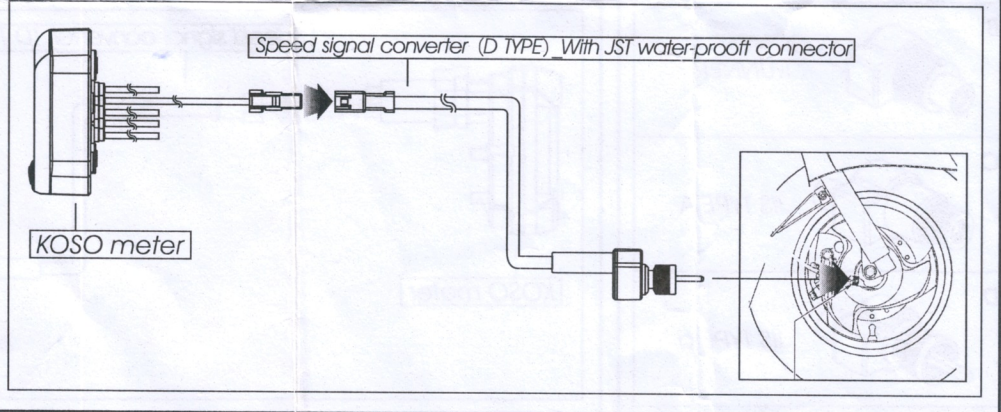 Speed signal converter (D TYPE)_With JST water-prooft connector
KOSO meter